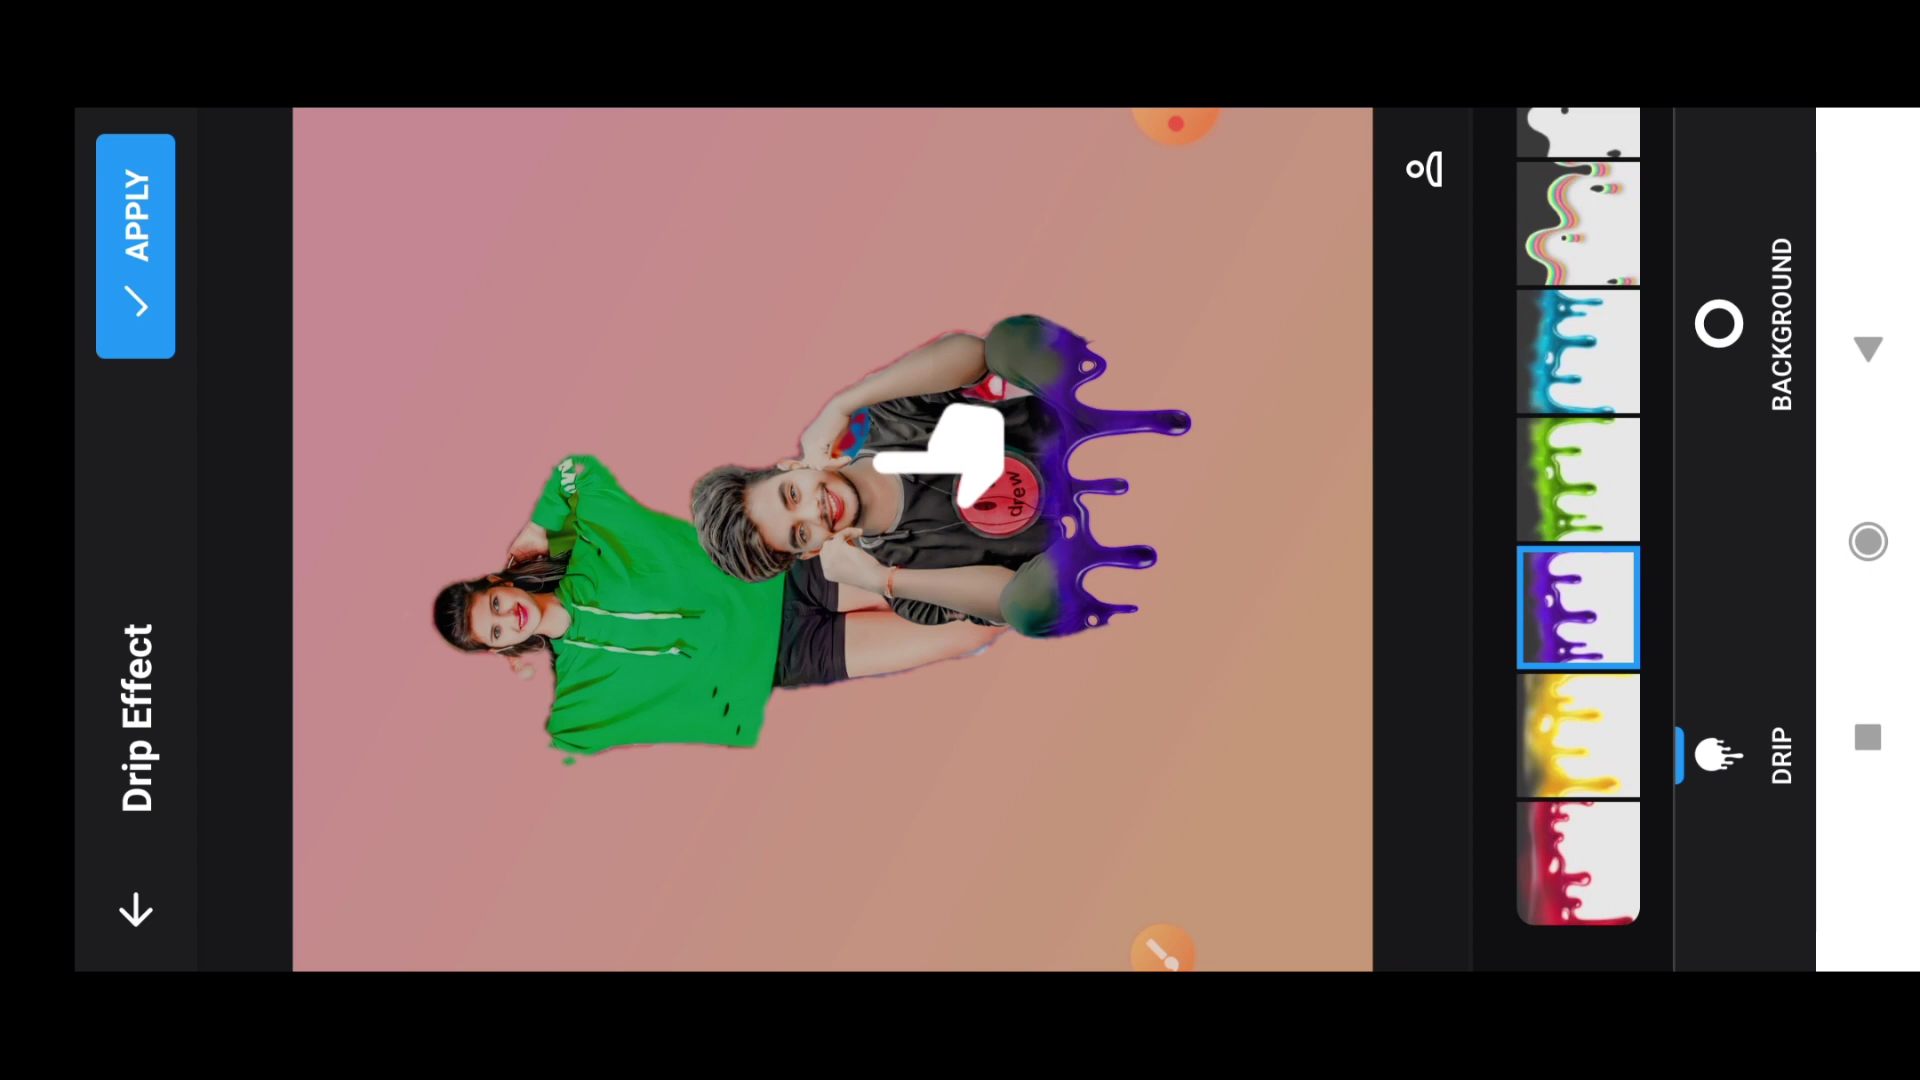 Drip Effect
APPLY
drew
DRIP
BACKGROUND